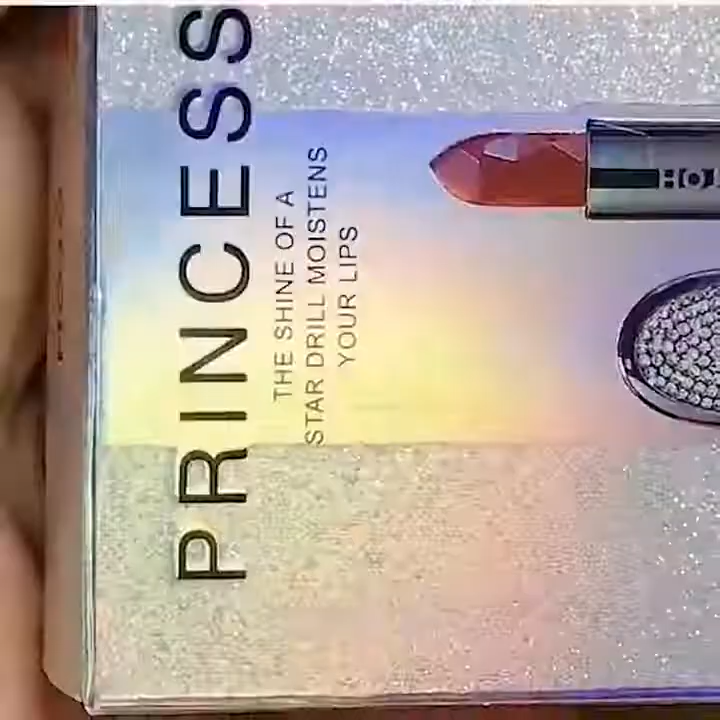 PRINCESS
THE SHINE OF A
STAR DRILL MOISTENS
YOUR LIPS